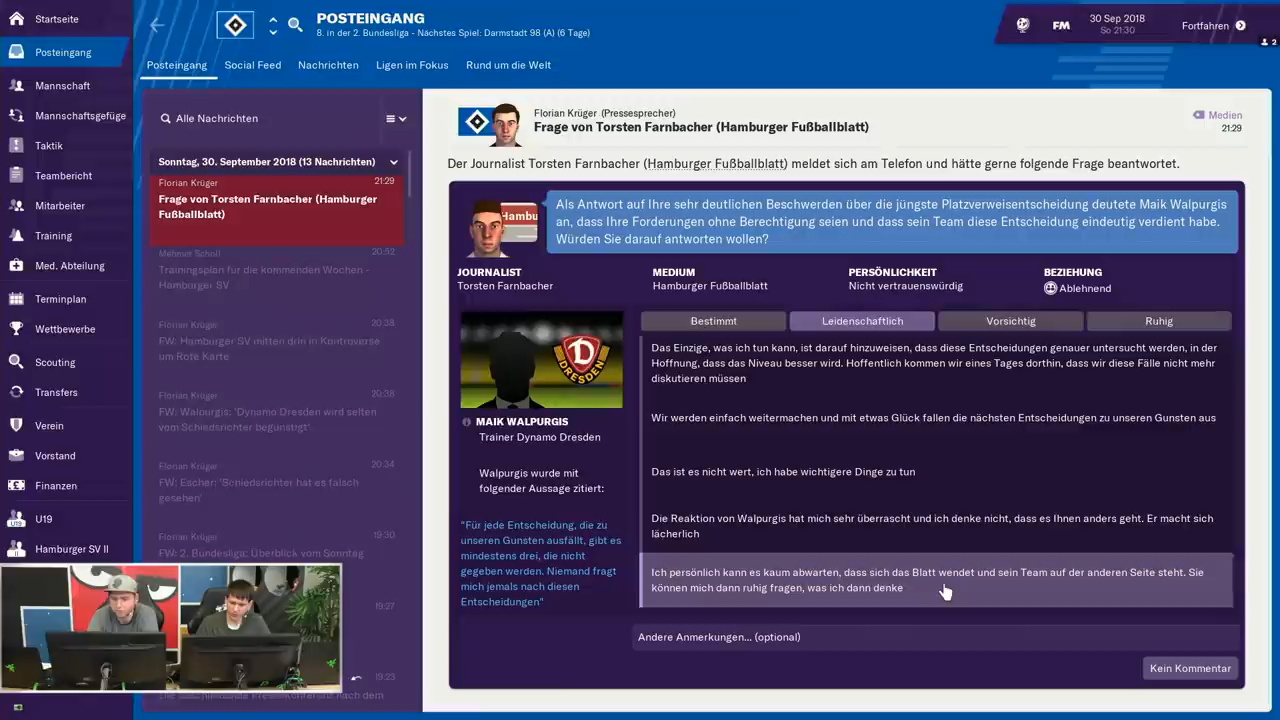 Startseite
Posteingang
Mannschaft
Mannschaftsgefüge
Taktik
Teambericht
Mitarbeiter
Training
Med. Abteilung
Terminplan
Wettbewerbe
Scouting
Transfers
Verein
Vorstand
Finanzen
U19
U19
Hamburger SV II
POSTEINGANG
8. in der 2. Bundesliga - Nächstes Spiel: Darmstadt 98 (A) (6 Tage)
FM
30 Sep 2018
So 21:30
Fortfahren
2
Posteingang
Social Feed
Nachrichten
Ligen im Fokus
Rund um die Welt
Alle Nachrichten
Sonntag, 30. September 2018 (13 Nachrichten)
Florian Krüger
21:29
Frage von Torsten Farnbacher (Hamburger
Fußballblatt)
Mehmet Scholl
20:52
Trainingsplan für die kommenden Wochen -
Hamburger SV
Florian Krüger
20:38
FW: Hamburger SV mitten drin in Kontroverse
um Rote Karte
Florian Krüger
20:38
FW: Walpurgis: 'Dynamo Dresden wird selten
vom Schiedsrichter begünstigt'
Florian Krüger
20:34
FW: Escher: 'Schiedsrichter hat es falsch
gesehen'
Florian Krüger
19:30
FW: 2. Bundesliga: Überblick vom Sonntag
19:27
19:23
nach dem
Florian Krüger (Pressesprecher)
Frage von Torsten Farnbacher (Hamburger Fußballblatt)
Medien
21:29
Der Journalist Torsten Farnbacher (Hamburger Fußballblatt) meldet sich am Telefon und hätte gerne folgende Frage beantwortet.
Hambu
Als Antwort auf Ihre sehr deutlichen Beschwerden über die jüngste Platzverweisentscheidung deutete Maik Walpurgis
an, dass Ihre Forderungen ohne Berechtigung seien und dass sein Team diese Entscheidung eindeutig verdient habe.
Würden Sie darauf antworten wollen?
JOURNALIST
Torsten Farnbacher
MEDIUM
Hamburger Fußballblatt
PERSÖNLICHKEIT
Nicht vertrauenswürdig
BEZIEHUNG
Ablehnend
DRESDEN
MAIK WALPURGIS
Trainer Dynamo Dresden
Walpurgis wurde mit
folgender Aussage zitiert:
"Für jede Entscheidung, die zu
unseren Gunsten ausfällt, gibt es
mindestens drei, die nicht
gegeben werden. Niemand fragt
mich jemals nach diesen
Entscheidungen"
Bestimmt
Leidenschaftlich
Vorsichtig
Ruhig
Das Einzige, was ich tun kann, ist darauf hinzuweisen, dass diese Entscheidungen genauer untersucht werden, in der
Hoffnung, dass das Niveau besser wird. Hoffentlich kommen wir eines Tages dorthin, dass wir diese Fälle nicht mehr
diskutieren müssen
Wir werden einfach weitermachen und mit etwas Glück fallen die nächsten Entscheidungen zu unseren Gunsten aus
Das ist es nicht wert, ich habe wichtigere Dinge zu tun
Die Reaktion von Walpurgis hat mich sehr überrascht und ich denke nicht, dass es Ihnen anders geht. Er macht sich
lächerlich
Ich persönlich kann es kaum abwarten, dass sich das Blatt wendet und sein Team auf der anderen Seite steht. Sie
können mich dann ruhig fragen, was ich dann denke
Andere Anmerkungen... (optional)
Kein Kommentar